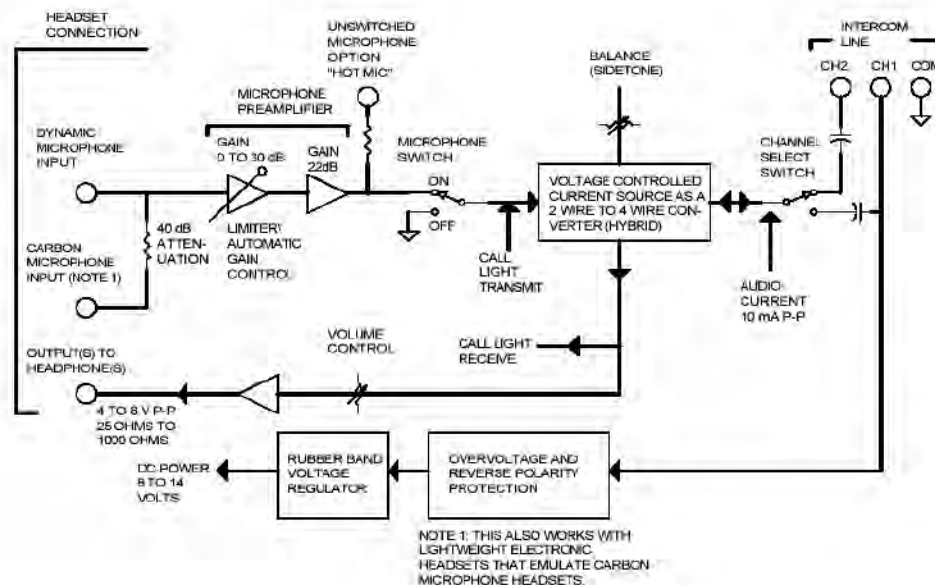 HEADSET
CONNECTION
UNSWITCHED
MICROPHONE
OPTION
"HOT MIC"
INTERCOM
LINE
BALANCE
(SIDETONE)
CH2
CH1
COM
MICROPHONE
PREAMPLIFIER
DYNAMIC
MICROPHONE
INPUT
GAIN
0 TO 30 dB
GAIN
22dB
MICROPHONE
SWITCH
CHANNEL
SELECT
SWITCH
ON
OFF
VOLTAGE CONTROLLED
CURRENT SOURCE AS A
2 WIRE TO 4 WIRE CON-
VERTER (HYBRID)
40 dB
ATTEN-
UATION
LIMITER/
AUTOMATIC
GAIN
CONTROL
CARBON
MICROPHONE
INPUT (NOTE 1)
CALL
LIGHT
TRANSMIT
AUDIO
CURRENT
10 mA P-P
OUTPUT(S) TO
HEADPHONE(S)
VOLUME
CONTROL
CALL LIGHT
RECEIVE
4 TO 8 V P-P
25 OHMS TO
1000 OHMS
DC POWER
8 TO 14
VOLTS
RUBBER BAND
VOLTAGE
REGULATOR
OVERVOLTAGE AND
REVERSE POLARITY
PROTECTION
NOTE 1: THIS ALSO WORKS WITH
LIGHTWEIGHT ELECTRONIC
HEADSETS THAT EMULATE CARBON
MICROPHONE HEADSETS.